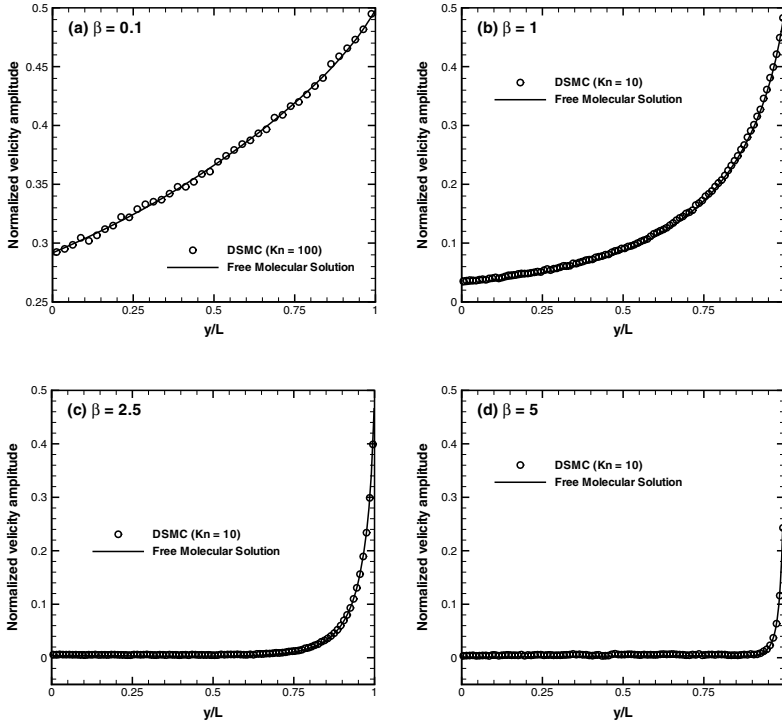 (a) β = 0.1
Normalized velicity amplitude
0.5
0.45
0.4
0.35
0.3
0.25
DSMC (Kn = 100)
Free Molecular Solution
0
0.25
0.5
0.75
1
y/L
(b) β = 1
Normalized velicity amplitude
0.5
0.4
0.3
0.2
0.1
0
DSMC (Kn = 10)
Free Molecular Solution
0
0.25
0.5
0.75
1
y/L
(c) β = 2.5
Normalized velicity amplitude
0.5
0.4
0.3
0.2
0.1
0
DSMC (Kn = 10)
Free Molecular Solution
0
0.25
0.5
0.75
1
y/L
(d) β = 5
Normalized velicity amplitude
0.5
0.4
0.3
0.2
0.1
0
DSMC (Kn = 10)
Free Molecular Solution
0
0.25
0.5
0.75
1
y/L